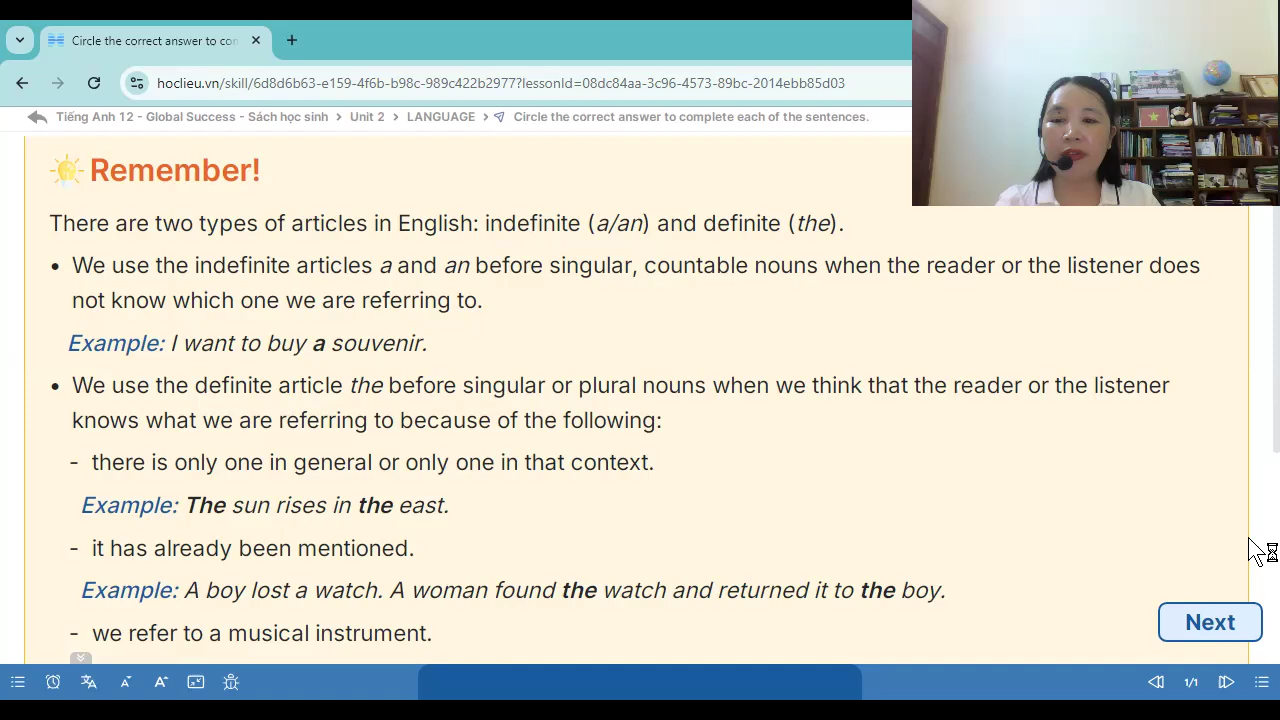 Circle the correct answer to con
hoclieu.vn/skill/6d8d6b63-e159-4f6b-b98c-989c422b2977?lessonId=08dc84aa-3c96-4573-89bc-2014ebb85d03
Tiếng Anh 12 - Global Success - Sách học sinh > Unit 2 > LANGUAGE > Circle the correct answer to complete each of the sentences.
Remember!
There are two types of articles in English: indefinite (a/an) and definite (the).
• We use the indefinite articles a and an before singular, countable nouns when the reader or the listener does
not know which one we are referring to.
Example: I want to buy a souvenir.
• We use the definite article the before singular or plural nouns when we think that the reader or the listener
knows what we are referring to because of the following:
- there is only one in general or only one in that context.
Example: The sun rises in the east.
- it has already been mentioned.
Example: A boy lost a watch. A woman found the watch and returned it to the boy.
- we refer to a musical instrument.
Next
1/1